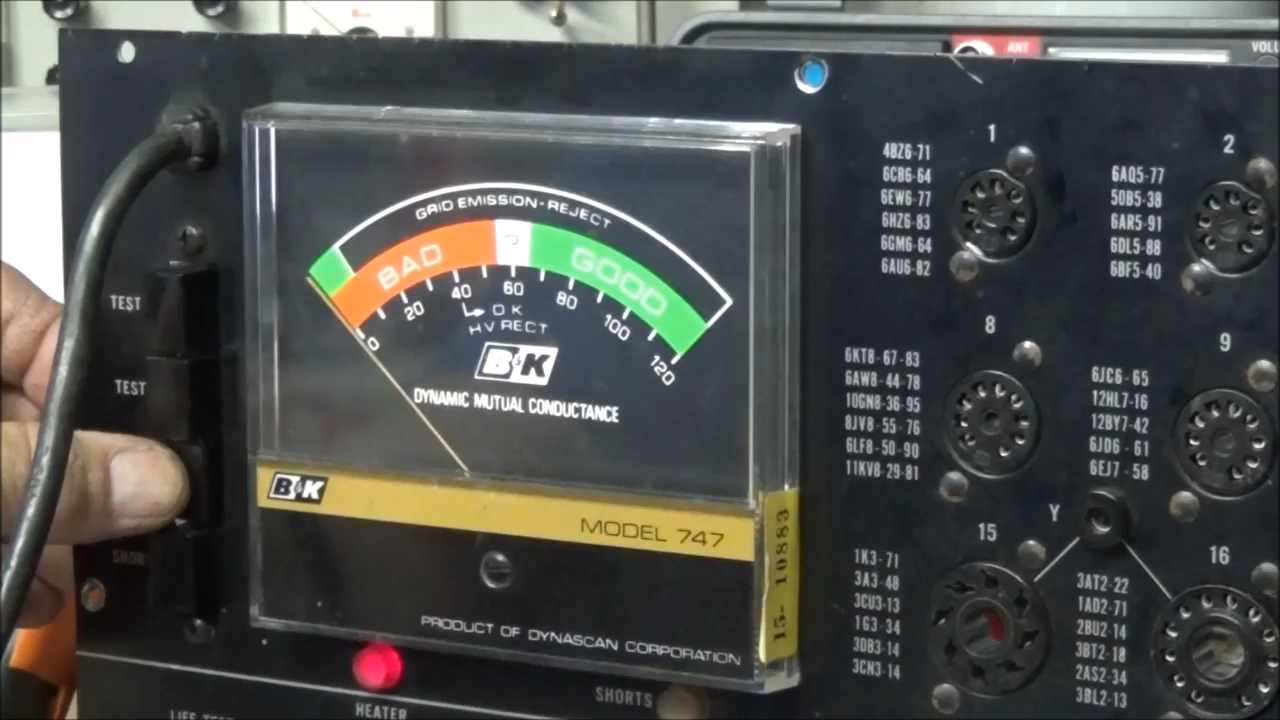 ANT
VOLU
GRID EMISSION-REJECT
BAD
?
GOOD
0
20
40
60
80
100
120
OK
HV RECT
B&K
DYNAMIC MUTUAL CONDUCTANCE
B&K
MODEL 747
15- 10883
PRODUCT OF DYNASCAN CORPORATION
TEST
TEST
SHOR
HEATER
SHORTS
LIFE TEST
1
4BZ6-71
6CB6-64
6EW6-77
6HZ6-83
6GM6-64
6AU6-82
2
6AQ5-77
50B5-38
6AR5-91
6DL5-88
6BF5-40
8
6KT8-67-83
6AW8-44-78
10GN8-36-95
8JV8-55-76
6LF8-50-90
11KV8-29-81
9
6JC6-65
12HL7-16
12BY7-42
6JD6-61
6EJ7-58
Y
15
1K3-71
3A3-48
3CU3-13
1G3-34
3DB3-14
3CN3-14
16
3AT2-22
1AD2-71
2BU2-14
3BT2-18
2AS2-34
3BL2-13